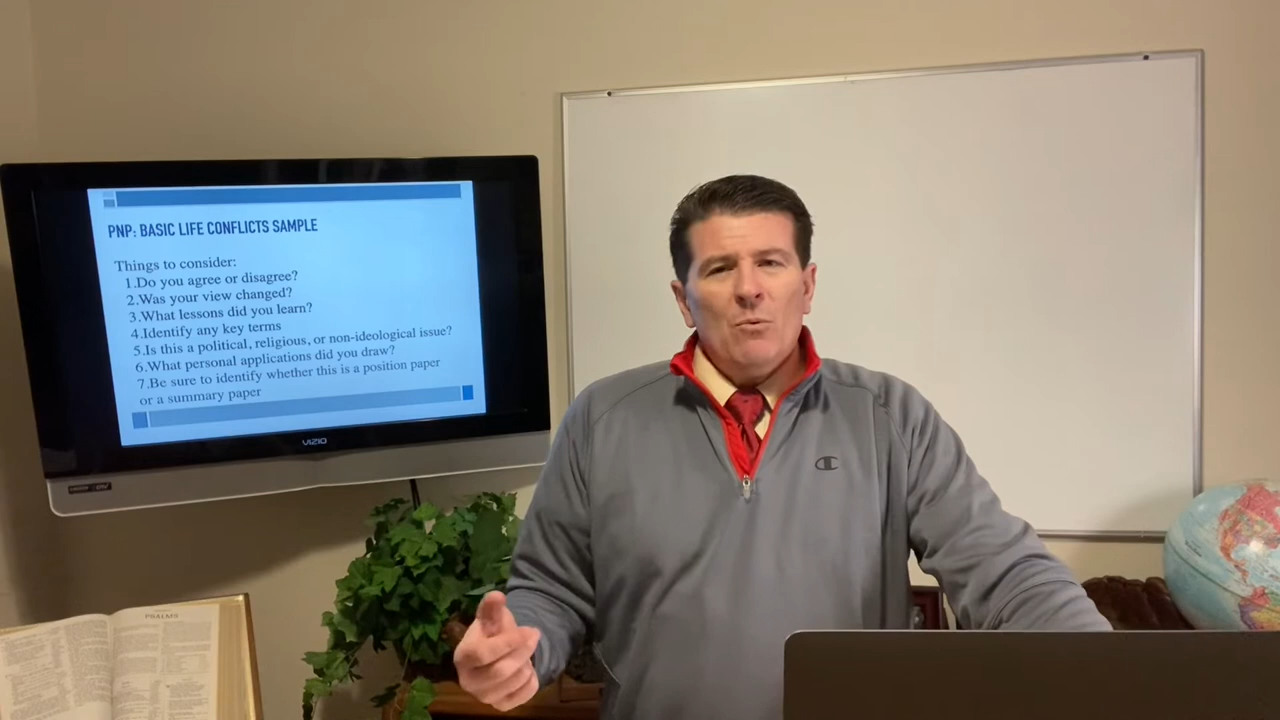 PNP: BASIC LIFE CONFLICTS SAMPLE
Things to consider:
1.Do you agree or disagree?
2.Was your view changed?
3.What lessons did you learn?
4.Identify any key terms
5.Is this a political, religious, or non-ideological issue?
6.What personal applications did you draw?
7.Be sure to identify whether this is a position paper
or a summary paper
VIZIO
PSALMS